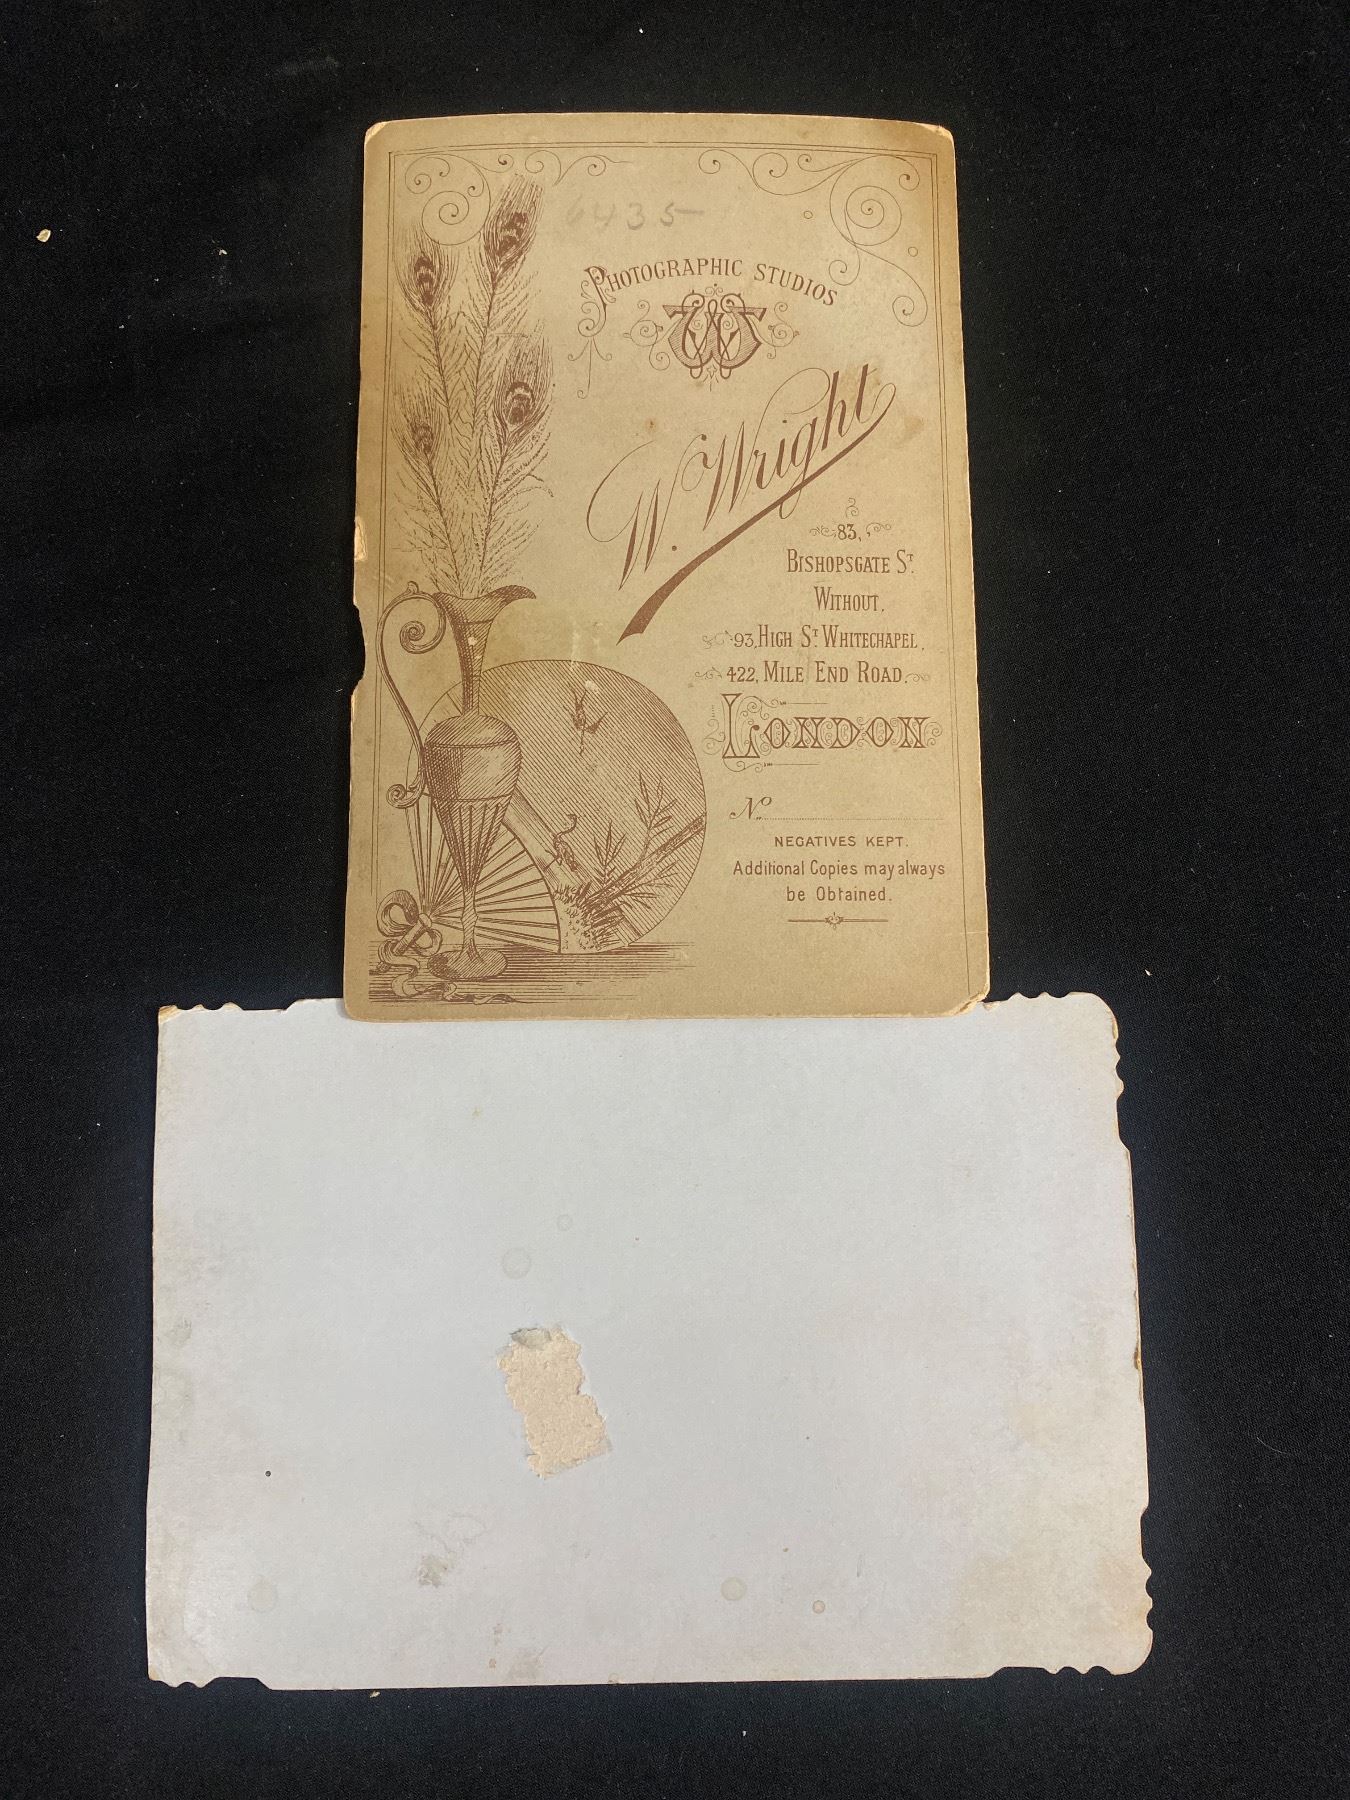 6435
PHOTOGRAPHIC STUDIOS
W. Wright
83,
BISHOPSGATE ST.
WITHOUT,
93, HIGH ST. WHITECHAPEL,
422, MILE END ROAD.
LONDON
No.
NEGATIVES KEPT.
Additional Copies may always
be Obtained.